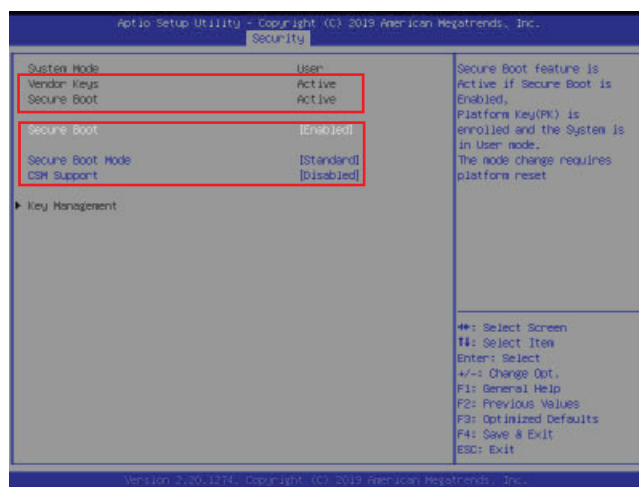 Aptio Setup Utility - Copyright (C) 2019 American Megatrends, Inc.
Security
System Mode User
Vendor Keys Active
Secure Boot Active
Secure Boot [Enabled]
Secure Boot Mode [Standard]
CSM Support [Disabled]
Key Management
Secure Boot feature is
Active if Secure Boot is
Enabled,
Platform Key(PK) is
enrolled and the System is
in User mode.
The mode change requires
platform reset
: Select Screen
: Select Item
Enter: Select
+/-: Change Opt.
F1: General Help
F2: Previous Values
F3: Optimized Defaults
F4: Save & Exit
ESC: Exit
Version 2.20.1274. Copyright (C) 2019 American Megatrends, Inc.